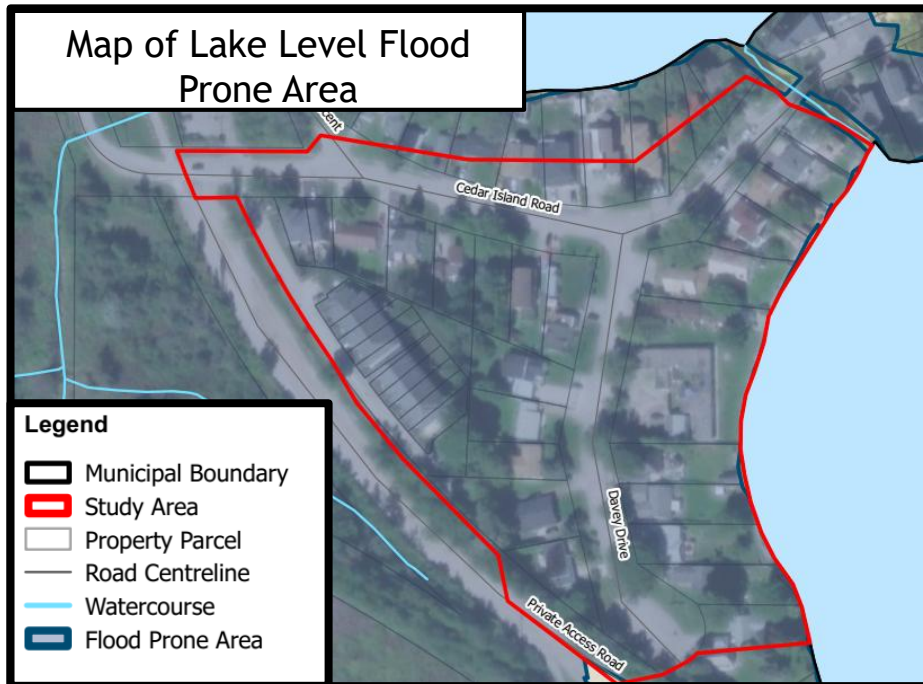 Map of Lake Level Flood
Prone Area
cent
Cedar Island Road
Davey Drive
Private Access Road
Legend
Municipal Boundary
Study Area
Property Parcel
Road Centreline
Watercourse
Flood Prone Area